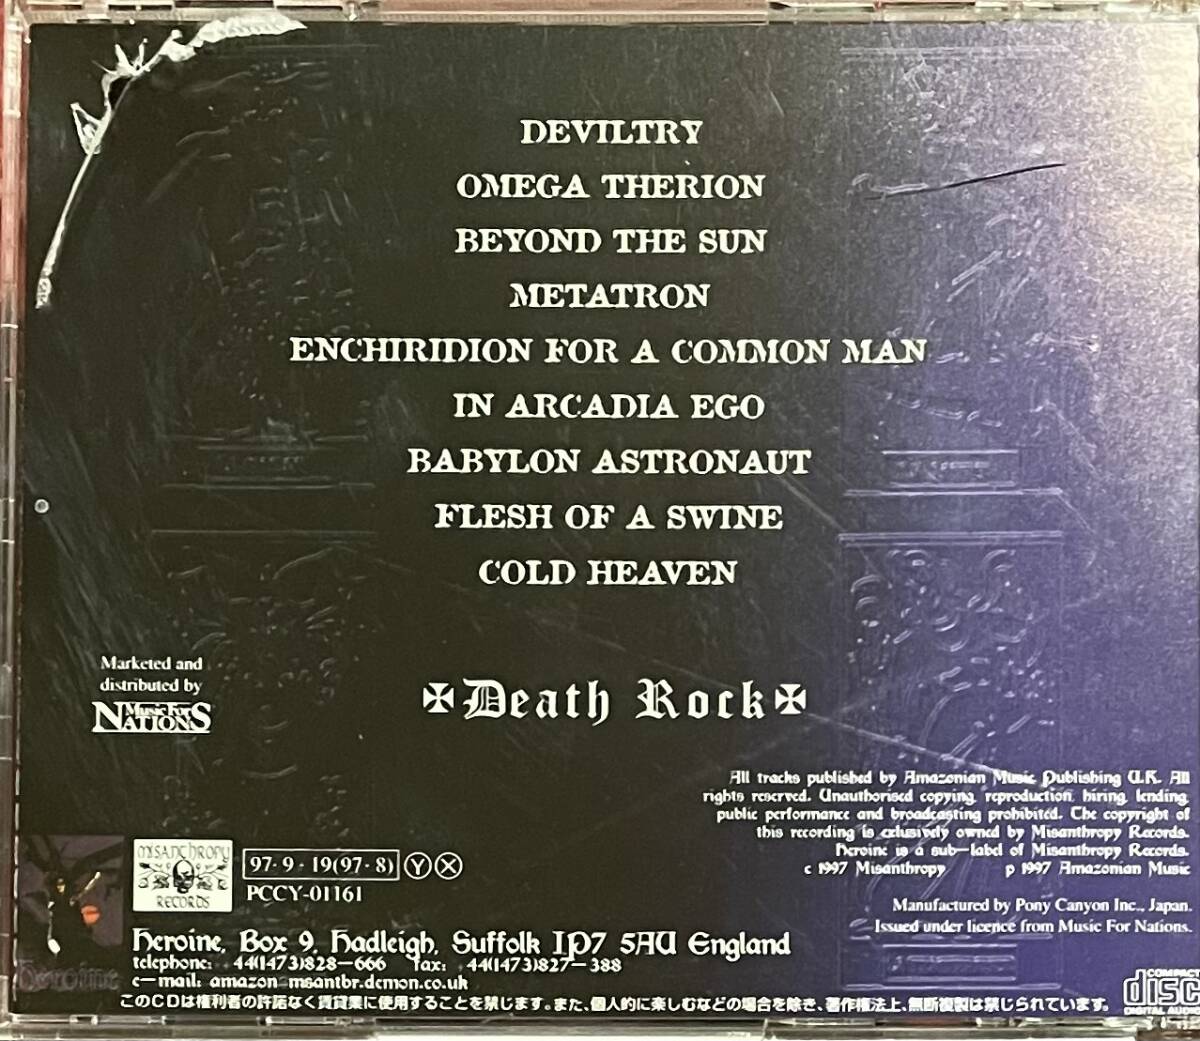 DEVILTRY
OMEGA THERION
BEYOND THE SUN
METATRON
ENCHIRIDION FOR A COMMON MAN
IN ARCADIA EGO
BABYLON ASTRONAUT
FLESH OF A SWINE
COLD HEAVEN
Marketed and
distributed by
Music For
NATIONS
✠Death Rock✠
All tracks published by Amazonian Music Publishing U.K. All
rights reserved. Unauthorised copying, reproduction, hiring, lending,
public performance and broadcasting prohibited. The copyright of
this recording is exlusively owned by Misanthropy Records.
Heroine is a sub-label of Misanthropy Records.
c 1997 Misanthropy p 1997 Amazonian Music
Manufactured by Pony Canyon Inc., Japan.
Issued under licence from Music For Nations.
MISANTHROPY
RECORDS
97・9・19(97・8) Ⓨ Ⓧ
PCCY-01161
heroine
Heroine, Box 9, Hadleigh, Suffolk IP7 5AU England
telephone: +44(1473)828-666 fax: +44(1473)827-388
e-mail: amazon@msantbr.demon.co.uk
このCDは権利者の許諾なく賃貸業に使用することを禁じます。また、個人的に楽しむなどの場合を除き、著作権法上、無断複製は禁じられています。
COMPACT
disc
DIGITAL AUDIO